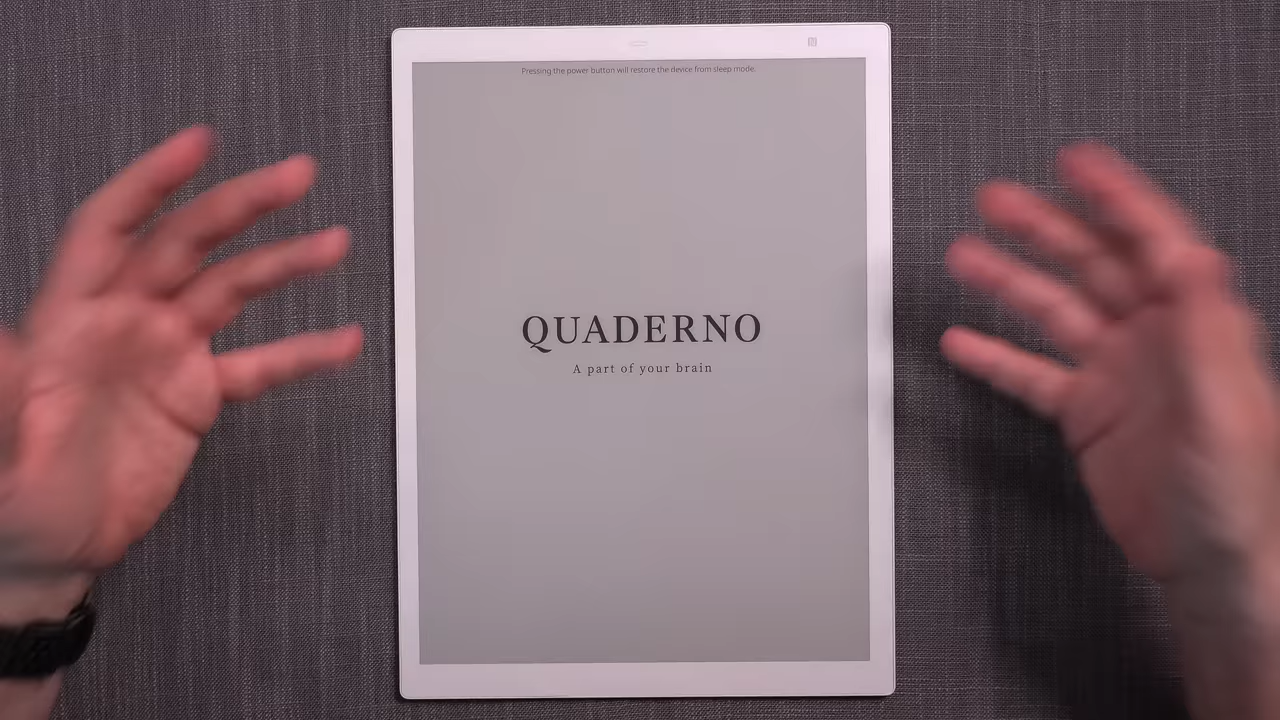 Pressing the power button will restore the device from sleep mode.
QUADERNO
A part of your brain